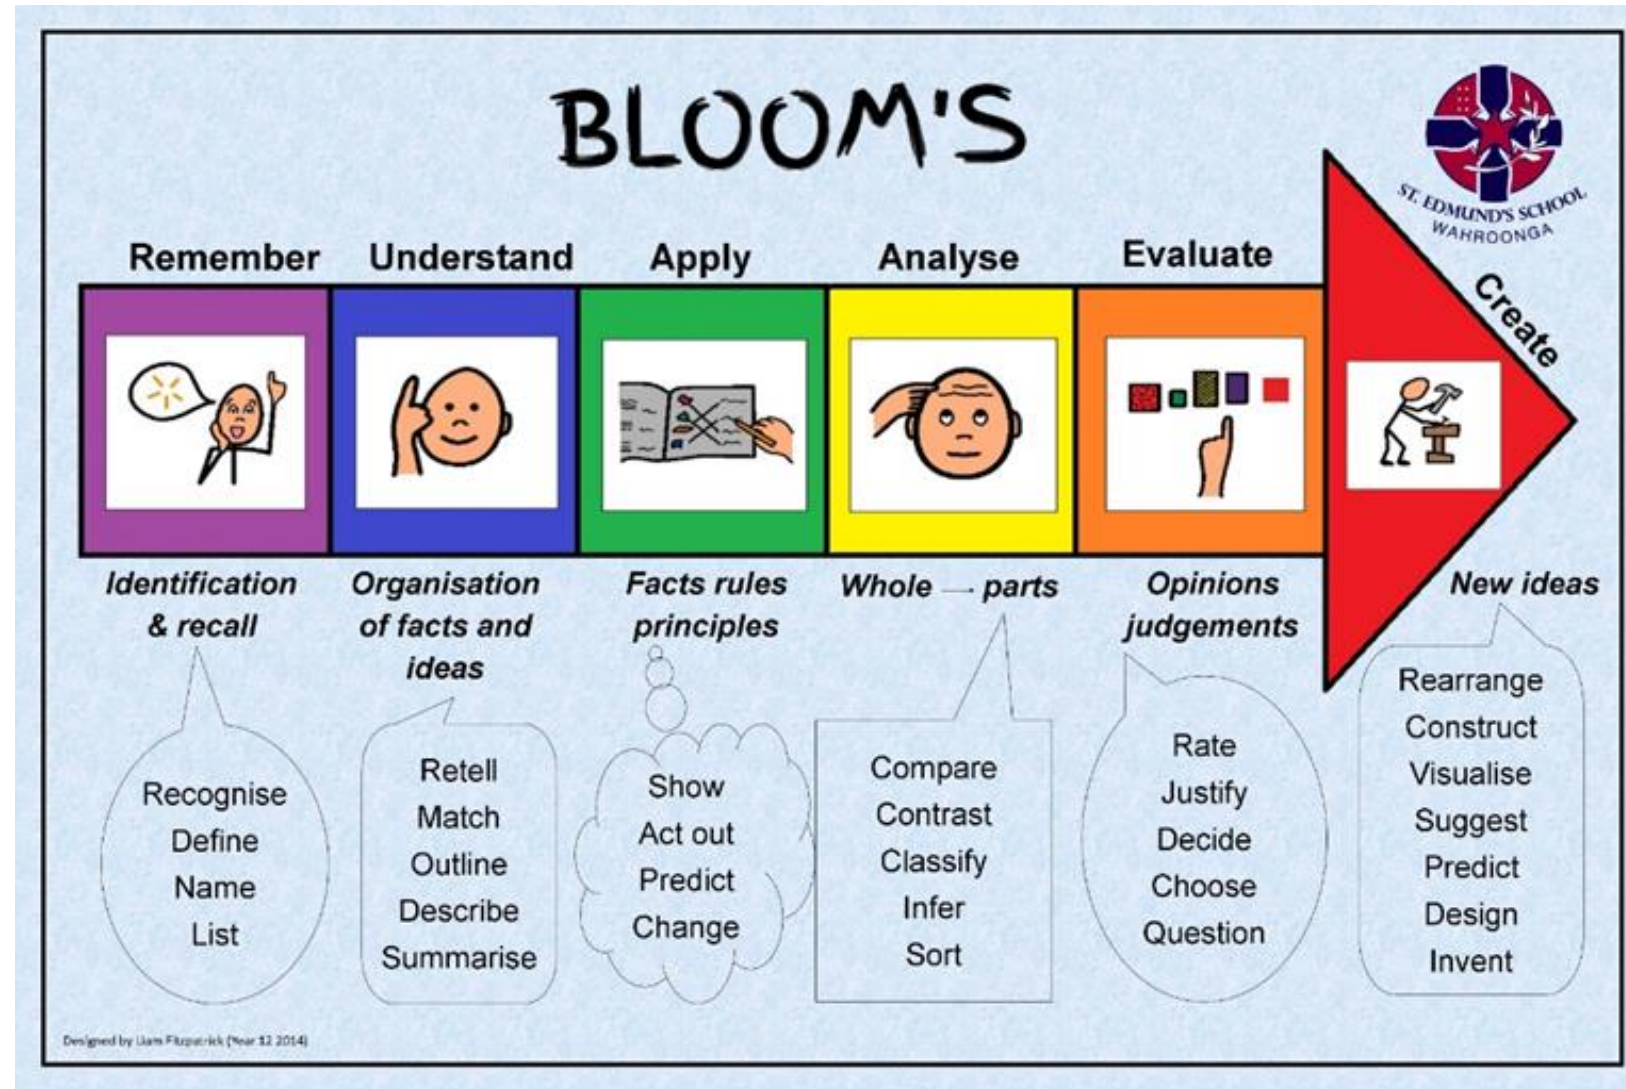 BLOOM'S
ST. EDMUND'S SCHOOL
WAHROONGA
Remember
Understand
Apply
Analyse
Evaluate
Create
Identification
& recall
Organisation
of facts and
ideas
Facts rules
principles
Whole → parts
Opinions
judgements
New ideas
Recognise
Define
Name
List
Retell
Match
Outline
Describe
Summarise
Show
Act out
Predict
Change
Compare
Contrast
Classify
Infer
Sort
Rate
Justify
Decide
Choose
Question
Rearrange
Construct
Visualise
Suggest
Predict
Design
Invent
Designed by Liam Fitzpatrick (Year 12 2014)